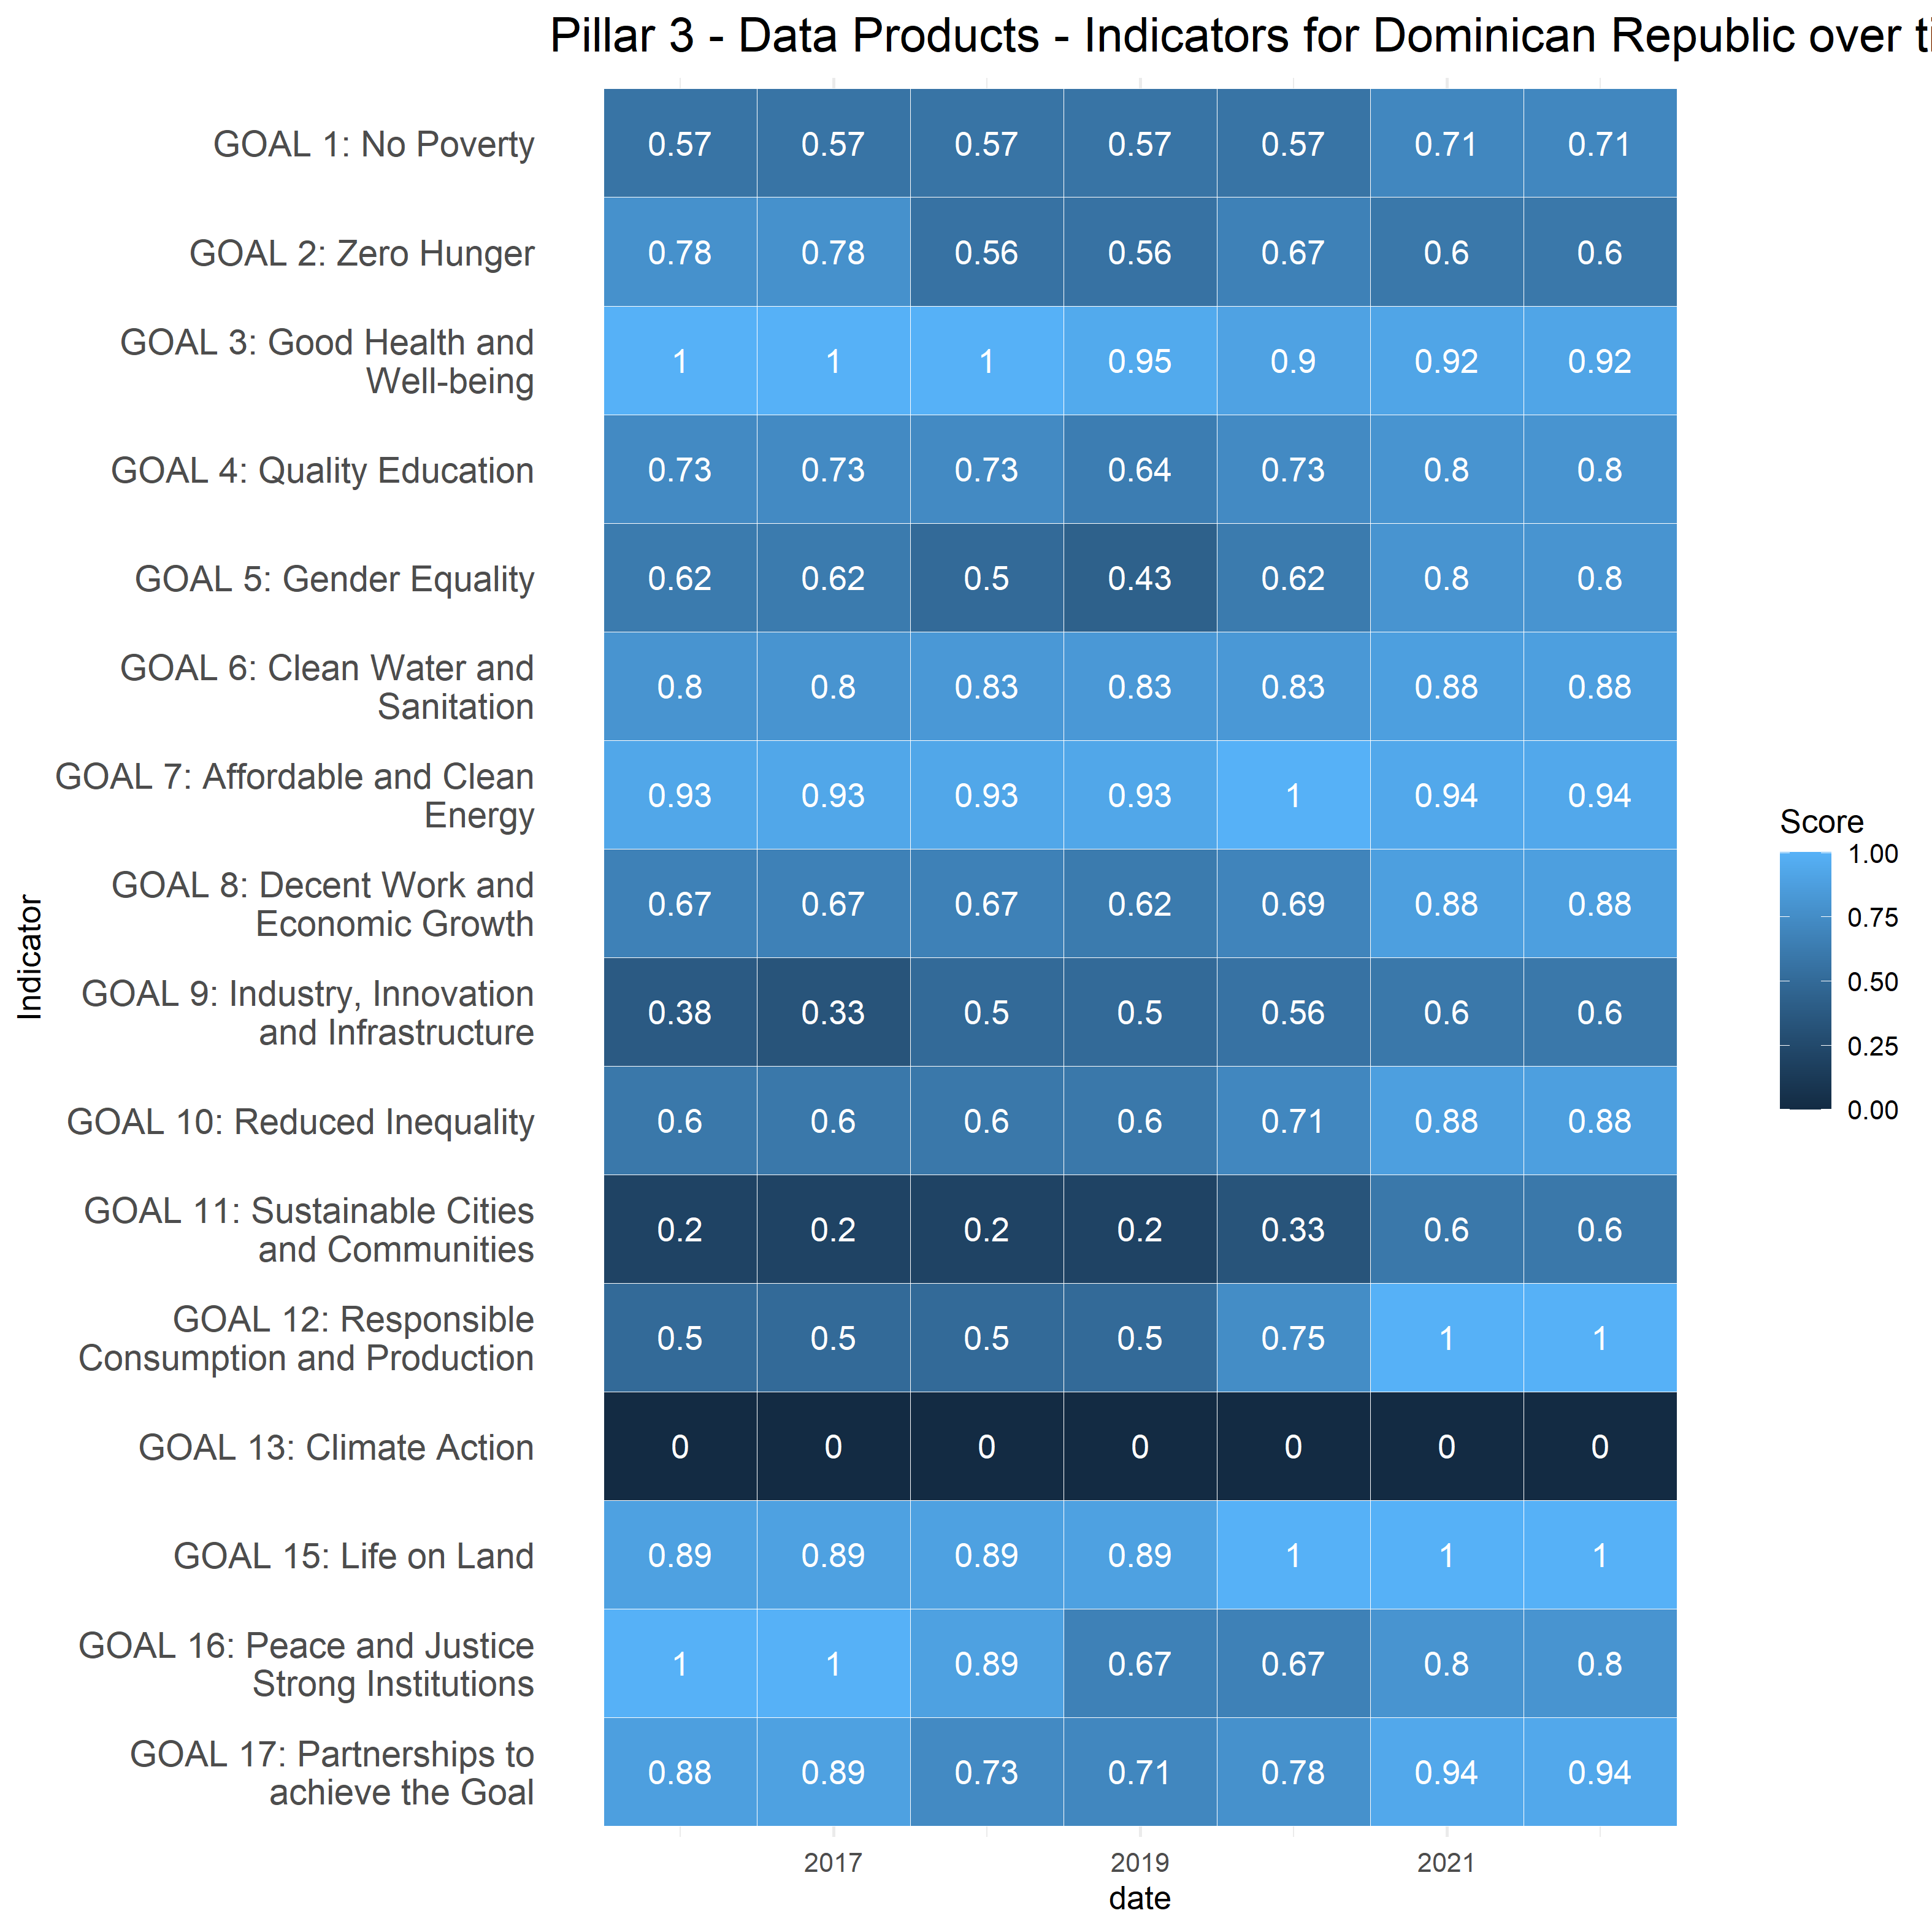 Pillar 3 - Data Products - Indicators for Dominican Republic over ti
GOAL 1: No Poverty
0.57 0.57 0.57 0.57 0.57 0.71 0.71
GOAL 2: Zero Hunger
0.78 0.78 0.56 0.56 0.67 0.6 0.6
GOAL 3: Good Health and
Well-being
1 1 1 0.95 0.9 0.92 0.92
GOAL 4: Quality Education
0.73 0.73 0.73 0.64 0.73 0.8 0.8
GOAL 5: Gender Equality
0.62 0.62 0.5 0.43 0.62 0.8 0.8
GOAL 6: Clean Water and
Sanitation
0.8 0.8 0.83 0.83 0.83 0.88 0.88
GOAL 7: Affordable and Clean
Energy
0.93 0.93 0.93 0.93 1 0.94 0.94
GOAL 8: Decent Work and
Economic Growth
0.67 0.67 0.67 0.62 0.69 0.88 0.88
GOAL 9: Industry, Innovation
and Infrastructure
0.38 0.33 0.5 0.5 0.56 0.6 0.6
GOAL 10: Reduced Inequality
0.6 0.6 0.6 0.6 0.71 0.88 0.88
GOAL 11: Sustainable Cities
and Communities
0.2 0.2 0.2 0.2 0.33 0.6 0.6
GOAL 12: Responsible
Consumption and Production
0.5 0.5 0.5 0.5 0.75 1 1
GOAL 13: Climate Action
0 0 0 0 0 0 0
GOAL 15: Life on Land
0.89 0.89 0.89 0.89 1 1 1
GOAL 16: Peace and Justice
Strong Institutions
1 1 0.89 0.67 0.67 0.8 0.8
GOAL 17: Partnerships to
achieve the Goal
0.88 0.89 0.73 0.71 0.78 0.94 0.94
2017 2019 2021
date
Indicator
Score
1.00
0.75
0.50
0.25
0.00